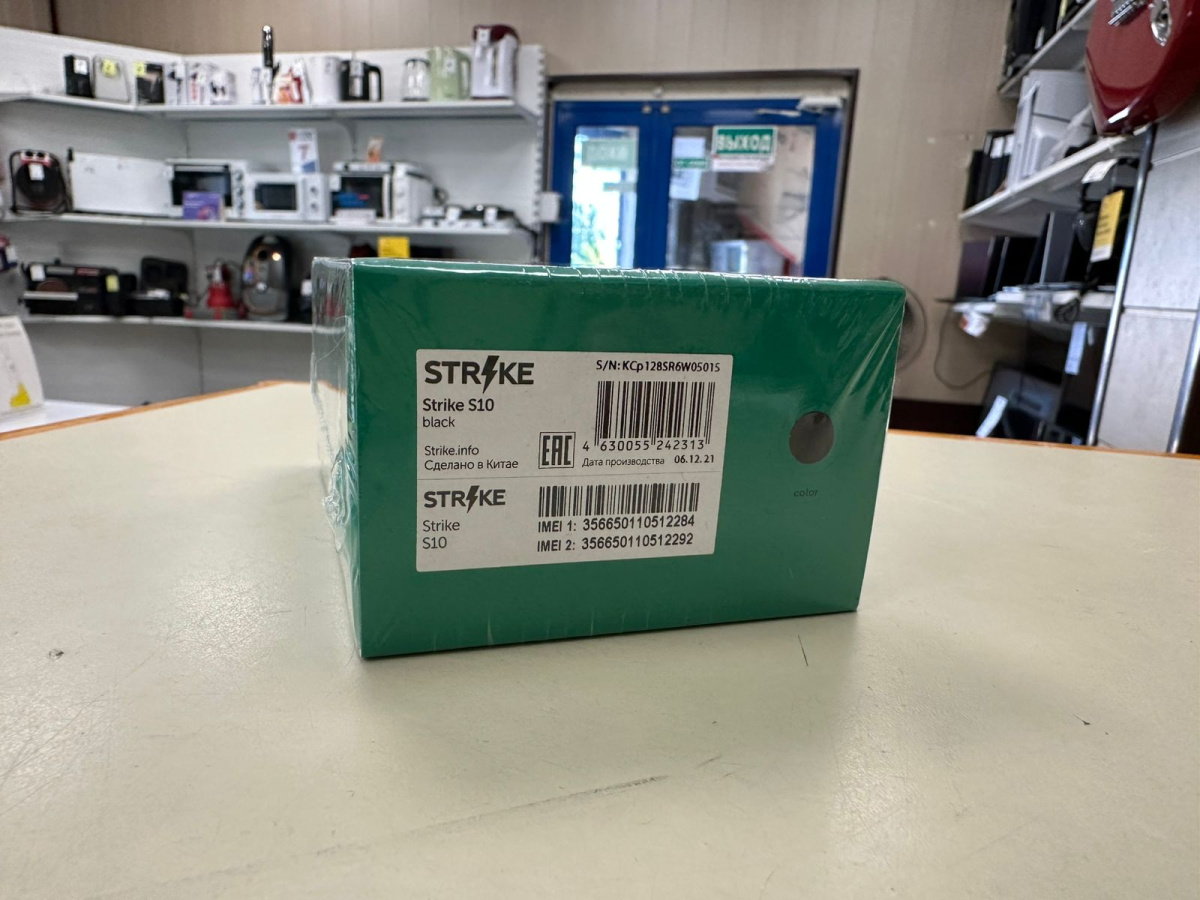 ВЫХОД
STRIKE
S/N: KCp128SR6W05015
Strike S10
black
Strike.info
Сделано в Китае
EAC
4 630055 242313
Дата производства 06.12.21
color
STRIKE
Strike
S10
IMEI 1: 356650110512284
IMEI 2: 356650110512292